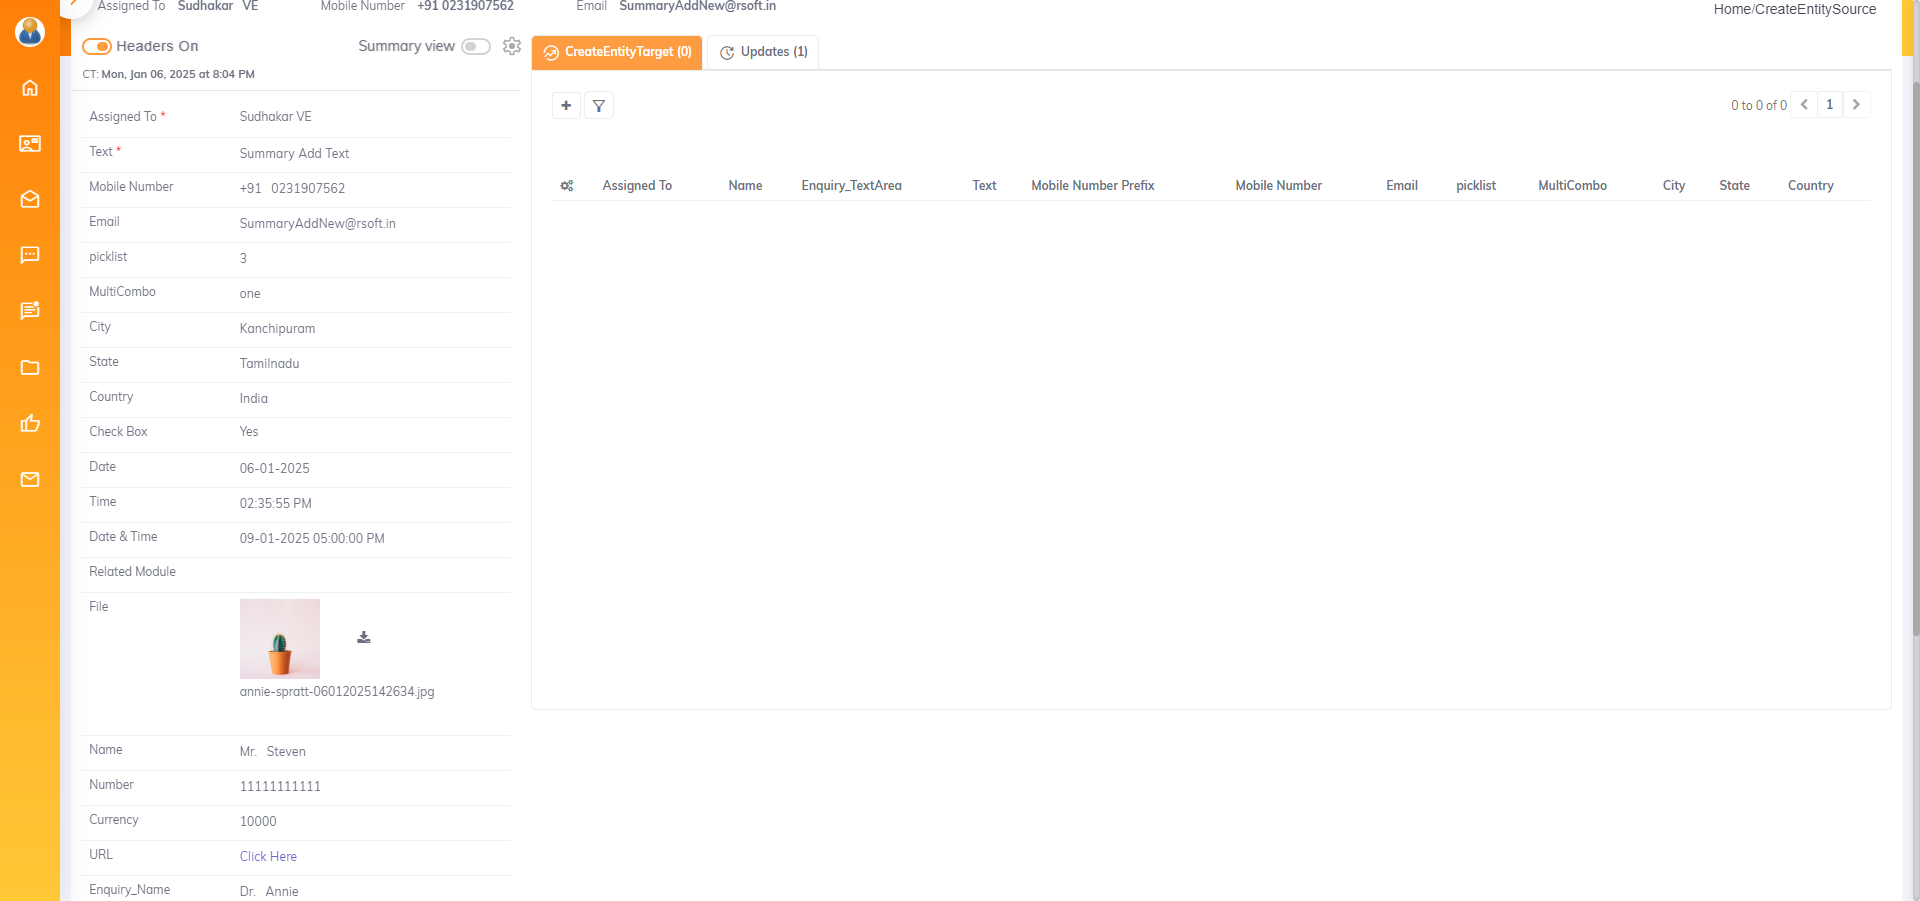 Assigned To Sudhakar VE Mobile Number +91 0231907562 Email SummaryAddNew@rsoft.in
Home/CreateEntitySource
Headers On Summary view
CT: Mon, Jan 06, 2025 at 8:04 PM
CreateEntityTarget (0) Updates (1)
0 to 0 of 0 1
Assigned To Name Enquiry_TextArea Text Mobile Number Prefix Mobile Number Email picklist MultiCombo City State Country
Assigned To * Sudhakar VE
Text * Summary Add Text
Mobile Number +91 0231907562
Email SummaryAddNew@rsoft.in
picklist 3
MultiCombo one
City Kanchipuram
State Tamilnadu
Country India
Check Box Yes
Date 06-01-2025
Time 02:35:55 PM
Date & Time 09-01-2025 05:00:00 PM
Related Module
File
annie-spratt-06012025142634.jpg
Name Mr. Steven
Number 11111111111
Currency 10000
URL Click Here
Enquiry_Name Dr. Annie